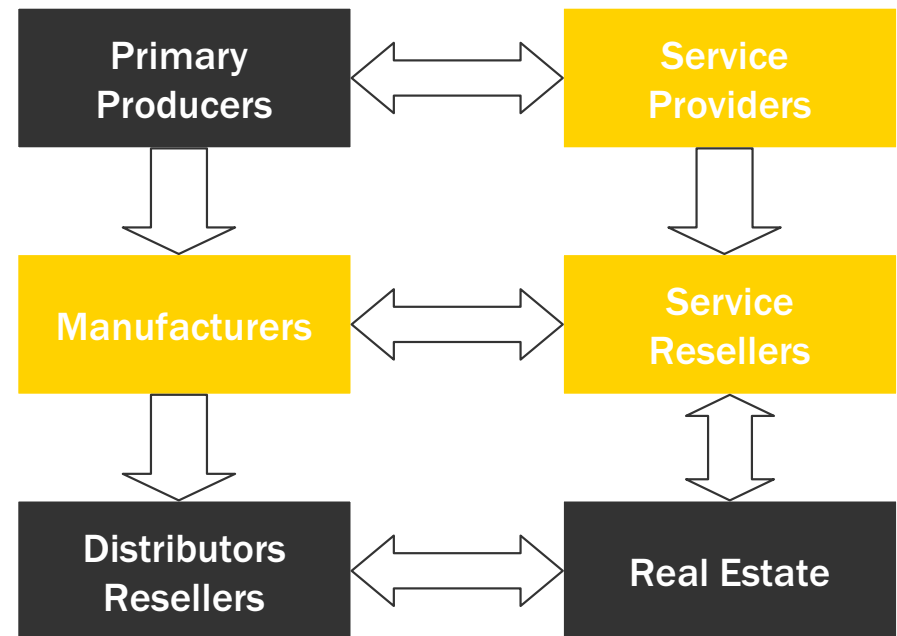 Primary
Producers
Service
Providers
Manufacturers
Service
Resellers
Distributors
Resellers
Real Estate